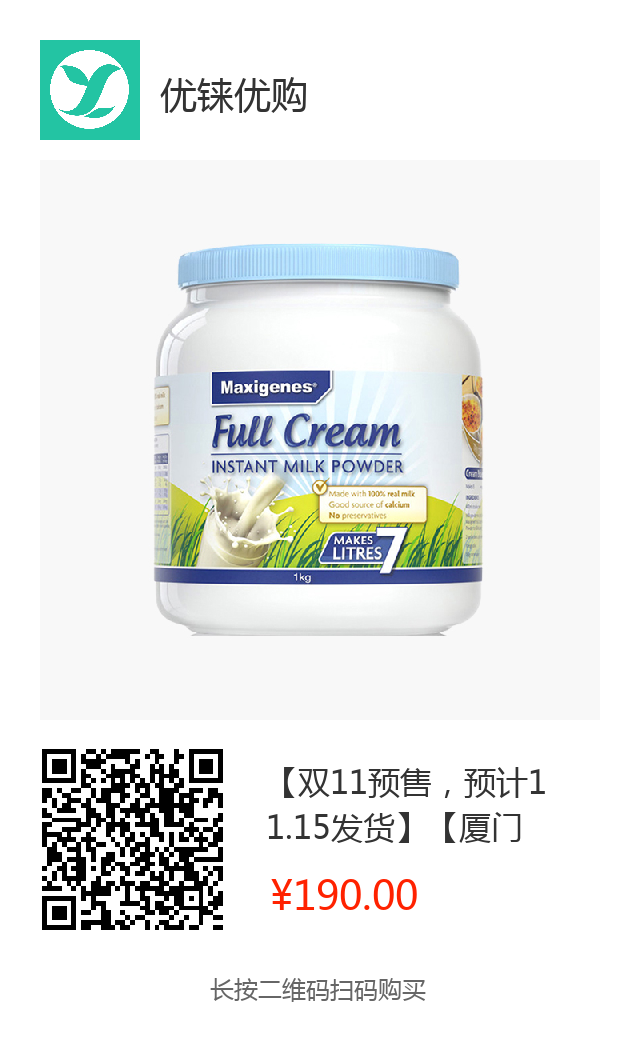 优铼优购
Maxigenes®
Full Cream
INSTANT MILK POWDER
Made with 100% real milk
Good source of calcium
No preservatives
MAKES
LITRES 7
1kg
【双11预售，预计1
1.15发货】【厦门
¥190.00
长按二维码扫码购买